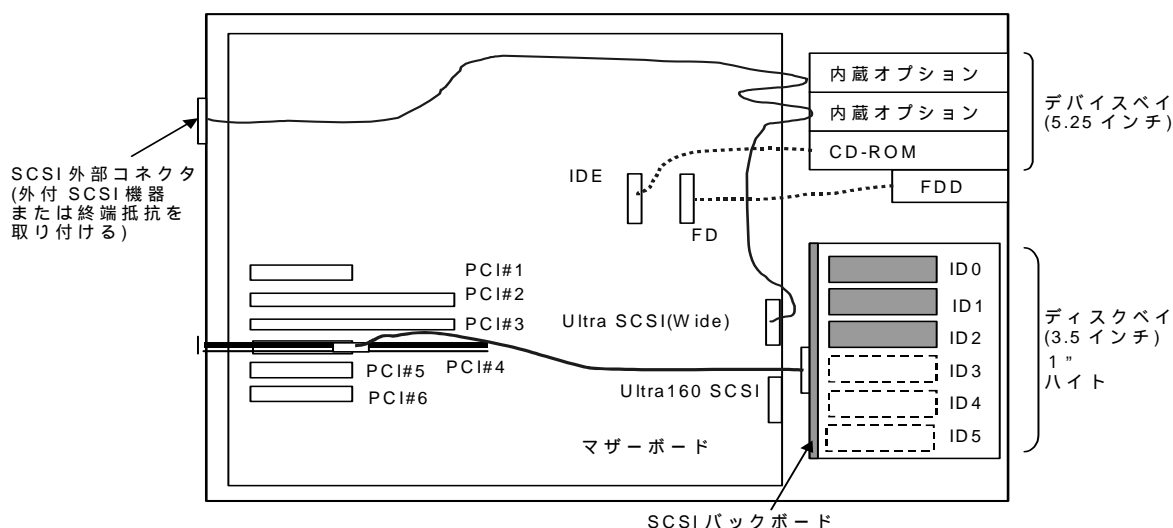 内蔵オプション
内蔵オプション
CD-ROM
デバイスベイ
(5.25 インチ)
FDD
SCSI 外部コネクタ
(外付 SCSI 機器
または終端抵抗を
取り付ける)
IDE
FD
PCI#1
PCI#2
PCI#3
PCI#4
PCI#5
PCI#6
Ultra SCSI(Wide)
Ultra160 SCSI
マザーボード
ID0
ID1
ID2
ID3
ID4
ID5
ディスクベイ
(3.5 インチ)
1 ”
ハイト
SCSI バックボード